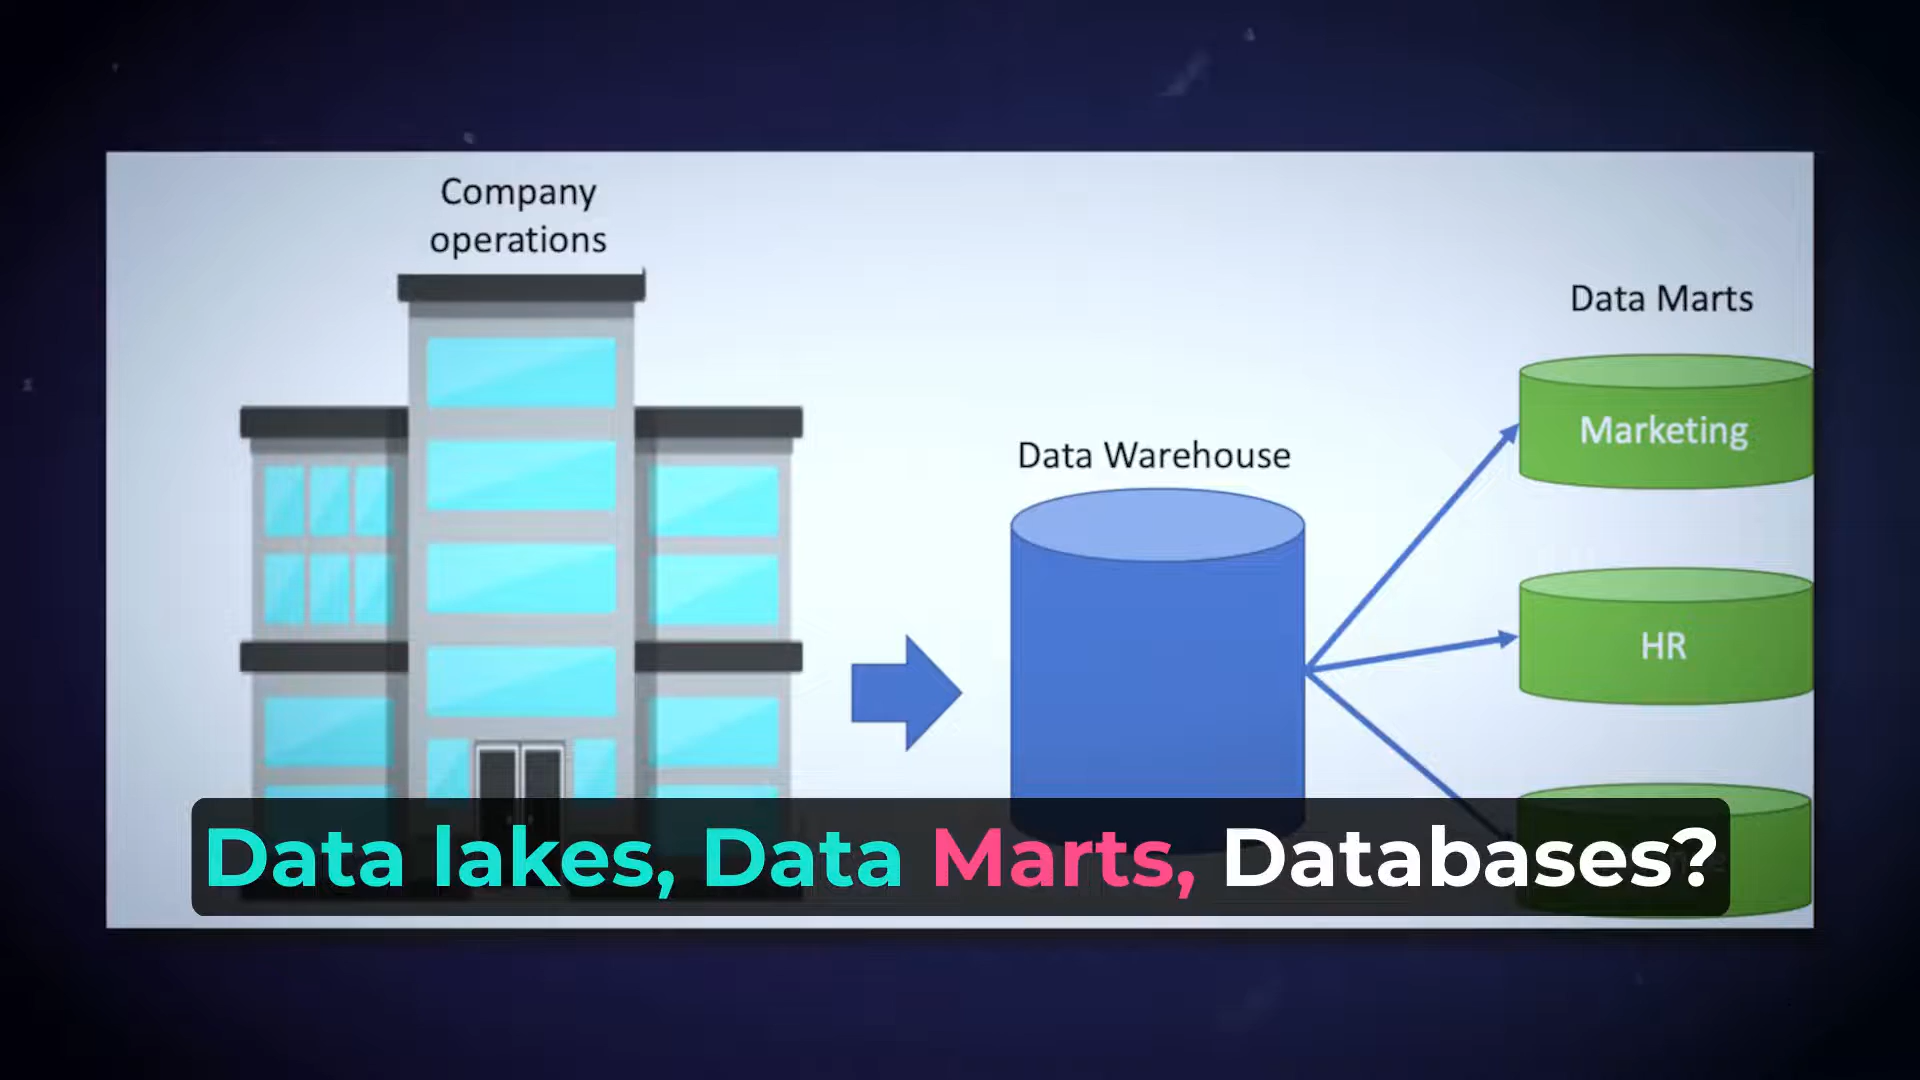 Company
operations
Data Marts
Marketing
Data Warehouse
HR
Data lakes, Data Marts, Databases?